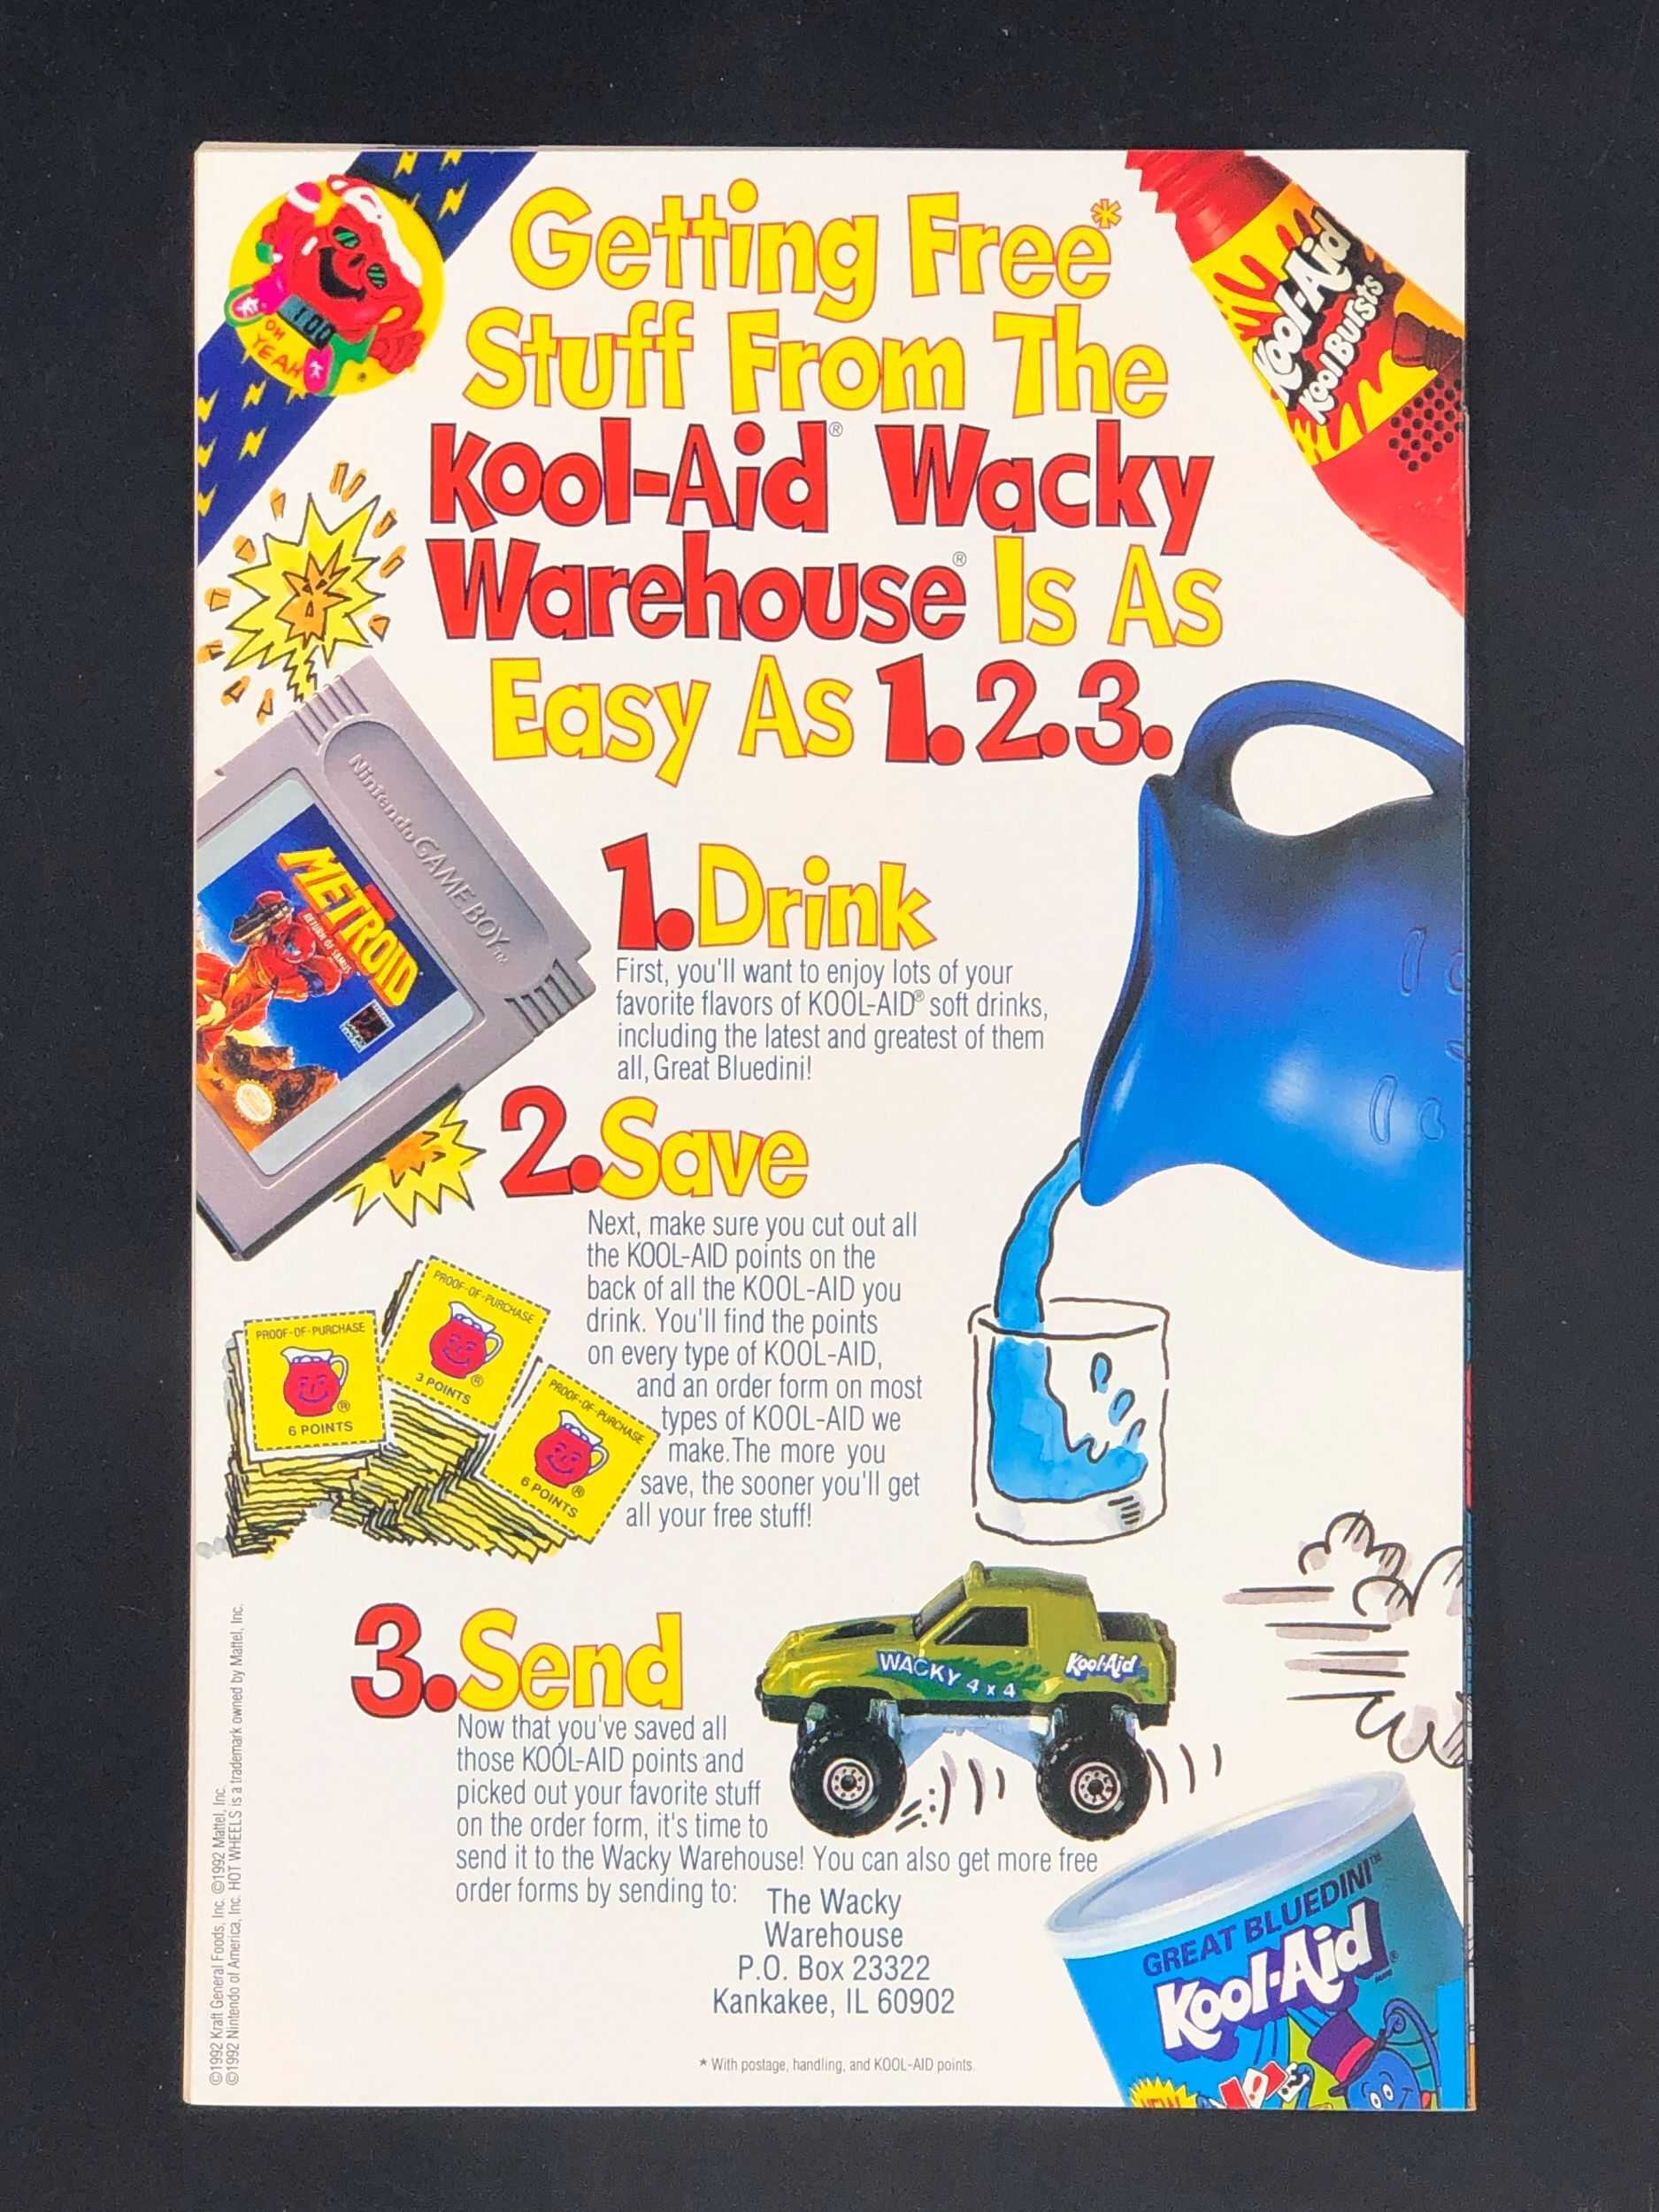 Getting Free*
Stuff From The
Kool-Aid® Wacky
Warehouse® Is As
Easy As 1.2.3.
100
OH
YEAH
Kool-Aid
Kool Bursts
Nintendo GAME BOY™
METROID II
RETURN OF SAMUS
1. Drink
First, you'll want to enjoy lots of your
favorite flavors of KOOL-AID® soft drinks,
including the latest and greatest of them
all, Great Bluedini!
2. Save
Next, make sure you cut out all
the KOOL-AID points on the
back of all the KOOL-AID you
drink. You'll find the points
on every type of KOOL-AID,
and an order form on most
types of KOOL-AID we
make. The more you
save, the sooner you'll get
all your free stuff!
PROOF-OF-PURCHASE
®
6 POINTS
PROOF-OF-PURCHASE
®
3 POINTS
PROOF-OF-PURCHASE
®
6 POINTS
3. Send
Now that you've saved all
those KOOL-AID points and
picked out your favorite stuff
on the order form, it's time to
send it to the Wacky Warehouse! You can also get more free
order forms by sending to:
The Wacky
Warehouse
P.O. Box 23322
Kankakee, IL 60902
WACKY 4 x 4
Kool-Aid
GREAT BLUEDINI™
Kool-Aid®
NEW
* With postage, handling, and KOOL-AID points.
©1992 Kraft General Foods, Inc. ©1992 Mattel, Inc.
©1992 Nintendo of America, Inc. HOT WHEELS is a trademark owned by Mattel, Inc.